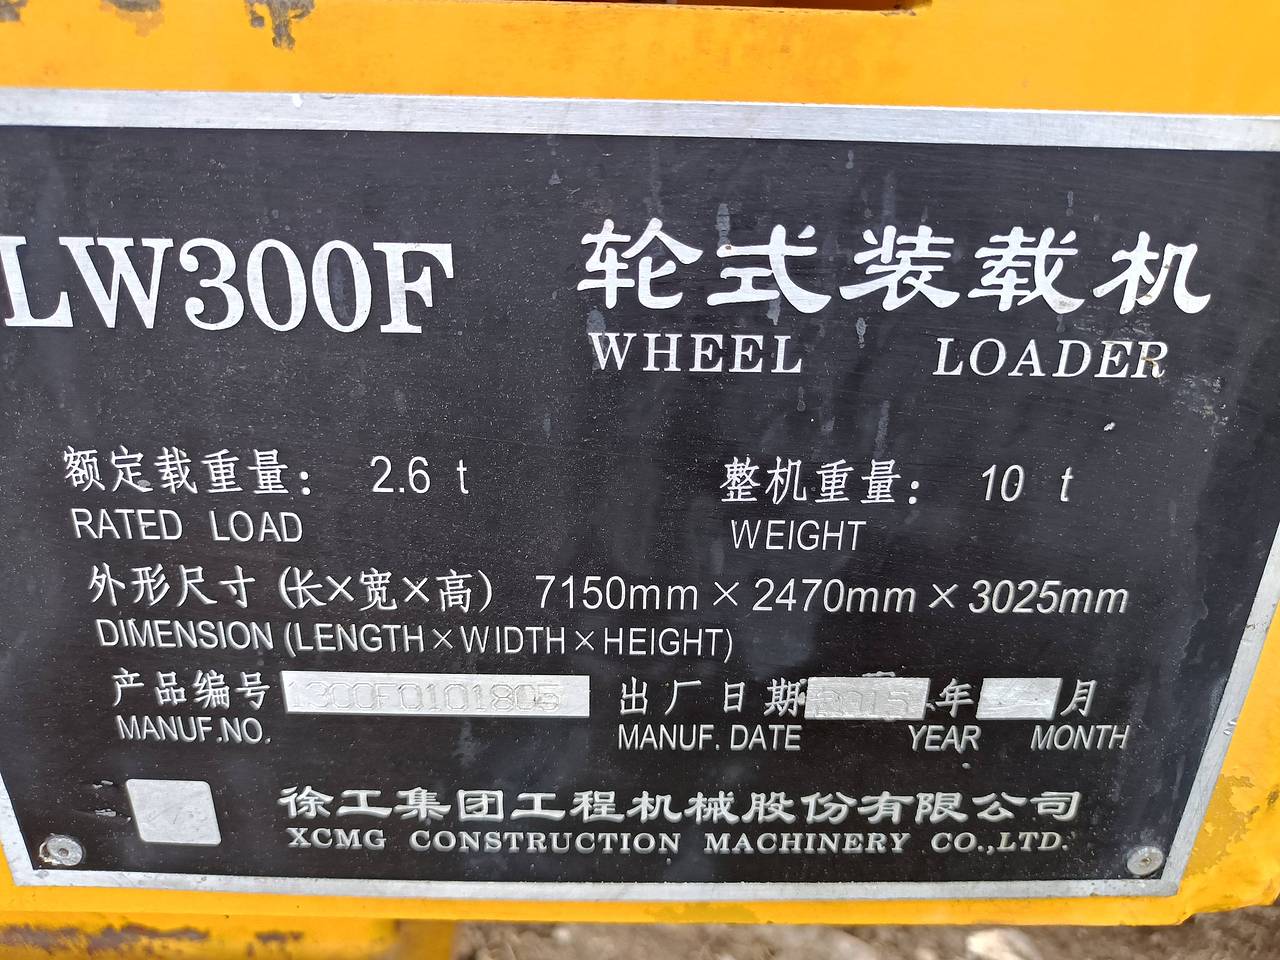 LW300F 轮式装载机
WHEEL LOADER
额定载重量: 2.6 t 整机重量: 10 t
RATED LOAD WEIGHT
外形尺寸 (长×宽×高) 7150mm×2470mm×3025mm
DIMENSION (LENGTH×WIDTH×HEIGHT)
产品编号 1300F0101805 出厂日期 2015 年 月
MANUF.NO. MANUF. DATE YEAR MONTH
徐工集团工程机械股份有限公司
XCMG CONSTRUCTION MACHINERY CO.,LTD.